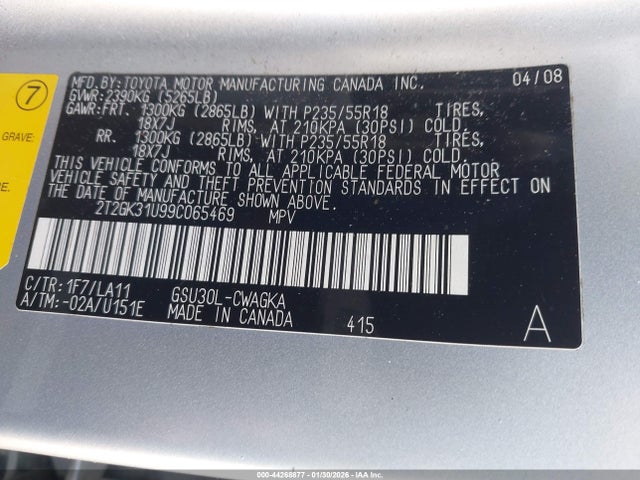 7
GRAVE:
RE.
MFD.BY:TOYOTA MOTOR MANUFACTURING CANADA INC. 04/08
GVWR:2390KG (5265LB)
GAWR:FRT. 1300KG (2865LB) WITH P235/55R18 TIRES,
18X7J RIMS, AT 210KPA (30PSI) COLD.
RR. 1300KG (2865LB) WITH P235/55R18 TIRES,
18X7J RIMS, AT 210KPA (30PSI) COLD.
THIS VEHICLE CONFORMS TO ALL APPLICABLE FEDERAL MOTOR
VEHICLE SAFETY AND THEFT PREVENTION STANDARDS IN EFFECT ON
THE DATE OF MANUFACTURE SHOWN ABOVE.
2T2GK31U99C065469 MPV
C/TR:1F7/LA11 GSU30L-CWAGKA
A/TM:-02A/U151E MADE IN CANADA 415 A
000-44268877 - 01/30/2026 - IAA Inc.